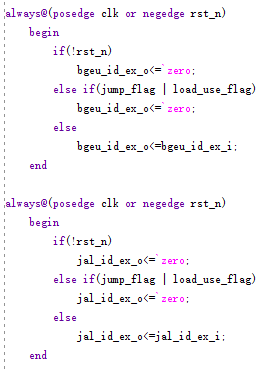 always@(posedge clk or negedge rst_n)
    begin
        if(!rst_n)
            bgeu_id_ex_o<=`zero;
        else if(jump_flag | load_use_flag)
            bgeu_id_ex_o<=`zero;
        else
            bgeu_id_ex_o<=bgeu_id_ex_i;
    end

always@(posedge clk or negedge rst_n)
    begin
        if(!rst_n)
            jal_id_ex_o<=`zero;
        else if(jump_flag | load_use_flag)
            jal_id_ex_o<=`zero;
        else
            jal_id_ex_o<=jal_id_ex_i;
    end